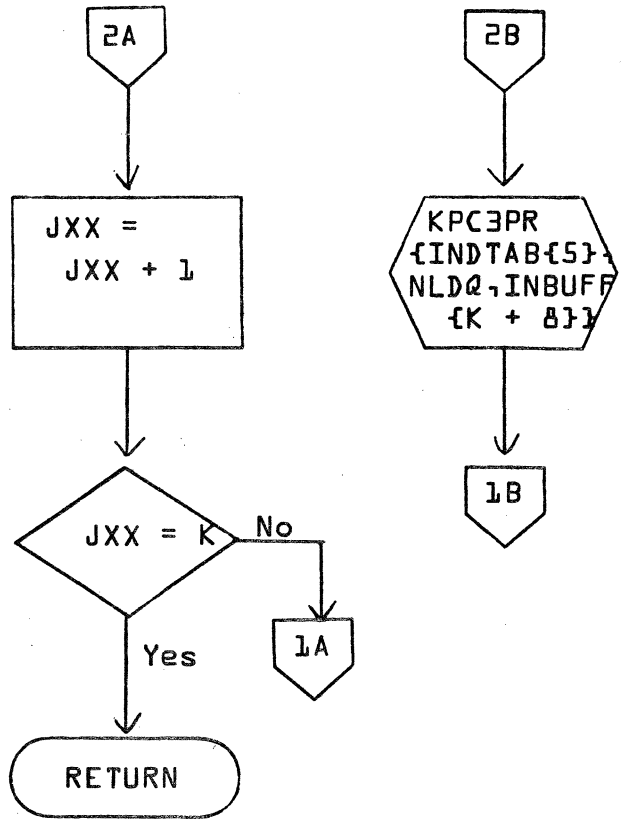 2A
JXX =
JXX + 1
JXX = K
No
1A
Yes
RETURN
2B
KPC3PR
{INDTAB{5}{
NLDQ,INBUFF
{K + 8}}
1B